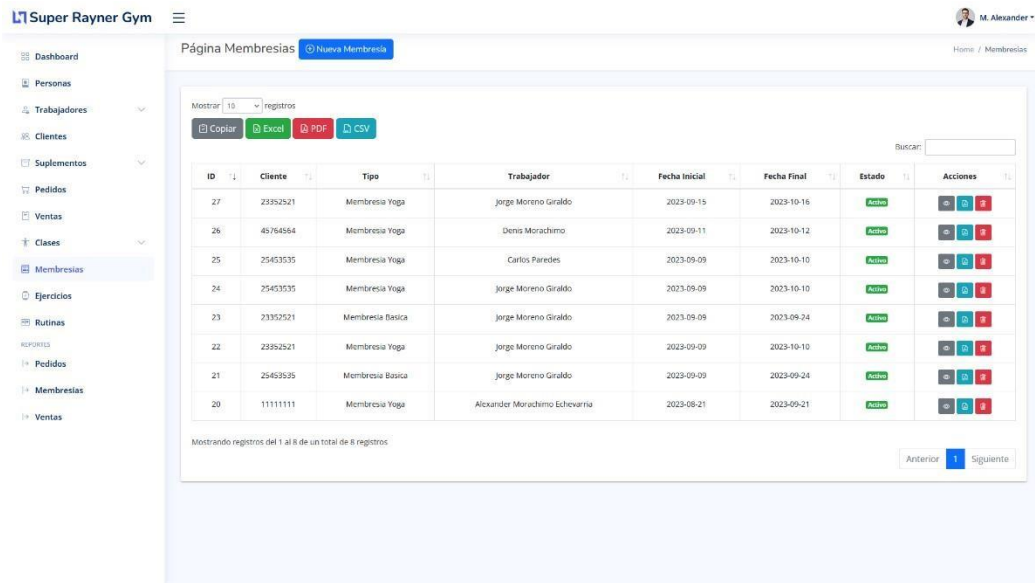 Super Rayner Gym
M. Alexander
Dashboard
Personas
Trabajadores
Clientes
Suplementos
Pedidos
Ventas
Clases
Membresias
Ejercicios
Rutinas
REPORTES
Pedidos
Membresias
Ventas
Página Membresias Nueva Membresía
Home / Membresias
Mostrar 10 registros
Copiar Excel PDF CSV
Buscar:
ID Cliente Tipo Trabajador Fecha Inicial Fecha Final Estado Acciones
27 23352521 Membresia Yoga Jorge Moreno Giraldo 2023-09-15 2023-10-16 Activo
26 45764564 Membresia Yoga Denis Morachimo 2023-09-11 2023-10-12 Activo
25 25453535 Membresia Yoga Carlos Paredes 2023-09-09 2023-10-10 Activo
24 25453535 Membresia Yoga Jorge Moreno Giraldo 2023-09-09 2023-10-10 Activo
23 23352521 Membresia Basica Jorge Moreno Giraldo 2023-09-09 2023-09-24 Activo
22 23352521 Membresia Yoga Jorge Moreno Giraldo 2023-09-09 2023-10-10 Activo
21 25453535 Membresia Basica Jorge Moreno Giraldo 2023-09-09 2023-09-24 Activo
20 11111111 Membresia Yoga Alexander Morachimo Echevarria 2023-08-21 2023-09-21 Activo
Mostrando registros del 1 al 8 de un total de 8 registros
Anterior 1 Siguiente